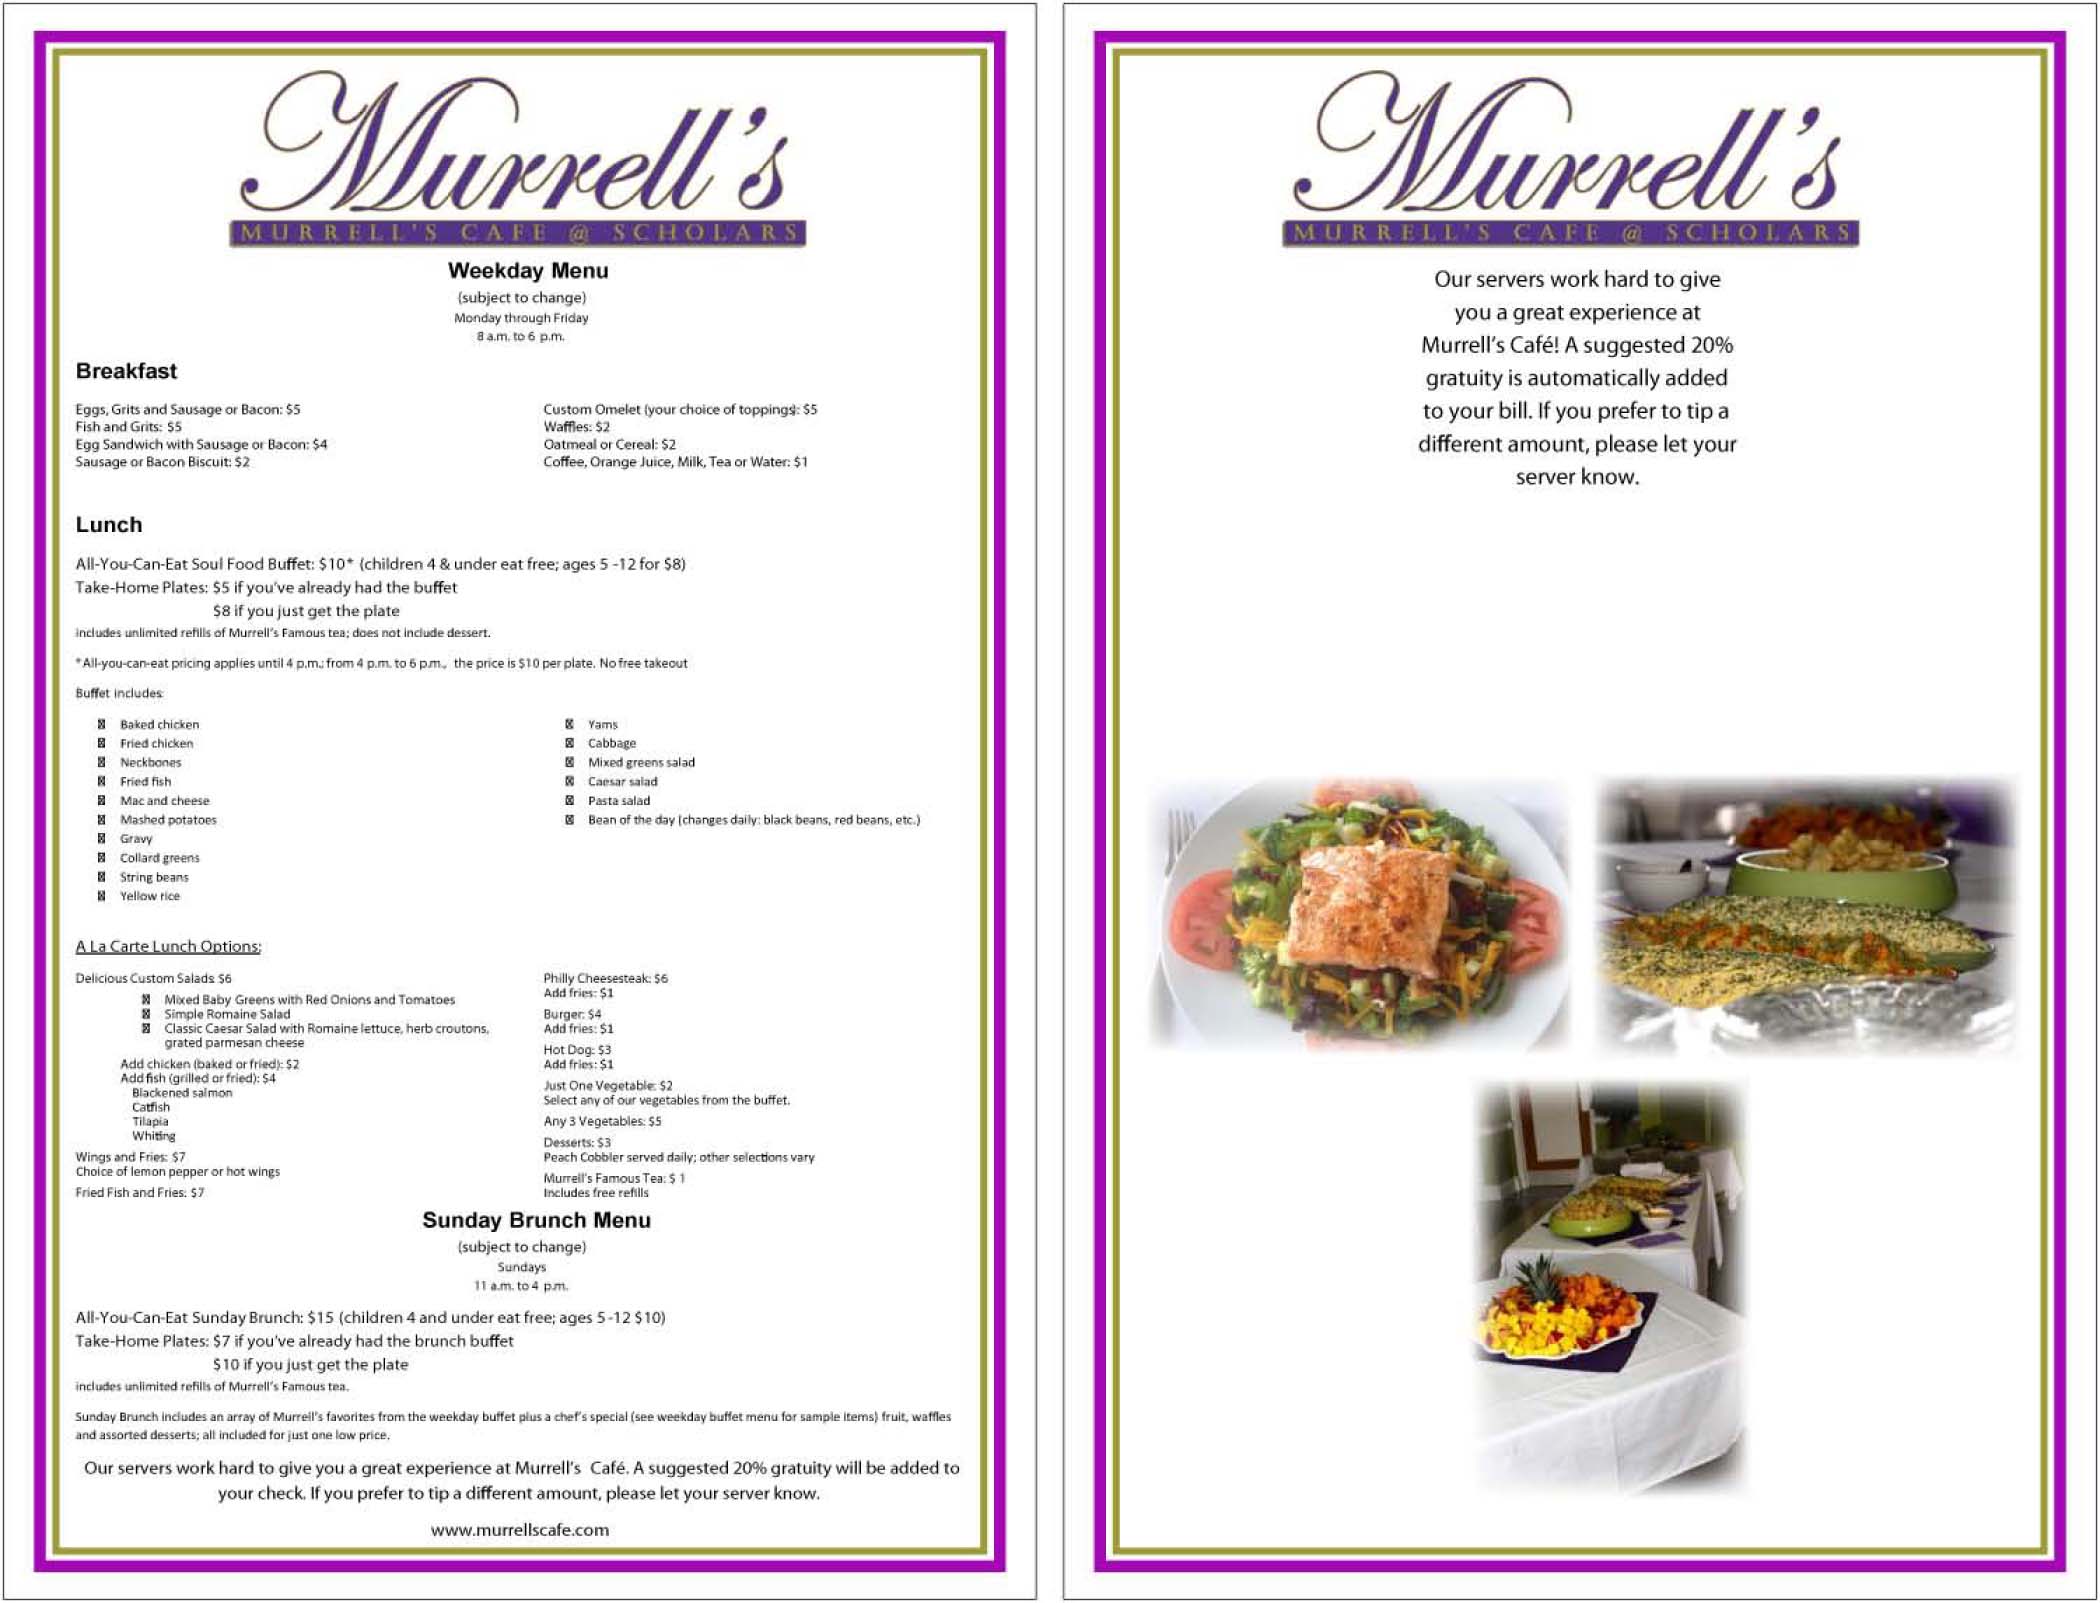 Murrell's
MURRELL'S CAFE @ SCHOLARS
Weekday Menu
(subject to change)
Monday through Friday
8 a.m. to 6 p.m.
Breakfast
Eggs, Grits and Sausage or Bacon: $5
Fish and Grits: $5
Egg Sandwich with Sausage or Bacon: $4
Sausage or Bacon Biscuit: $2
Custom Omelet (your choice of toppings): $5
Waffles: $2
Oatmeal or Cereal: $2
Coffee, Orange Juice, Milk, Tea or Water: $1
Lunch
All-You-Can-Eat Soul Food Buffet: $10* (children 4 & under eat free; ages 5 -12 for $8)
Take-Home Plates: $5 if you've already had the buffet
$8 if you just get the plate
includes unlimited refills of Murrell's Famous tea; does not include dessert.
*All-you-can-eat pricing applies until 4 p.m.; from 4 p.m. to 6 p.m., the price is $10 per plate. No free takeout
Buffet includes:
Baked chicken
Fried chicken
Neckbones
Fried fish
Mac and cheese
Mashed potatoes
Gravy
Collard greens
String beans
Yellow rice
Yams
Cabbage
Mixed greens salad
Caesar salad
Pasta salad
Bean of the day (changes daily: black beans, red beans, etc.)
A La Carte Lunch Options:
Delicious Custom Salads $6
Mixed Baby Greens with Red Onions and Tomatoes
Simple Romaine Salad
Classic Caesar Salad with Romaine lettuce, herb croutons,
grated parmesan cheese
Add chicken (baked or fried): $2
Add fish (grilled or fried): $4
Blackened salmon
Catfish
Tilapia
Whiting
Wings and Fries: $7
Choice of lemon pepper or hot wings
Fried Fish and Fries: $7
Philly Cheesesteak: $6
Add fries: $1
Burger: $4
Add fries: $1
Hot Dog: $3
Add fries: $1
Just One Vegetable: $2
Select any of our vegetables from the buffet.
Any 3 Vegetables: $5
Desserts: $3
Peach Cobbler served daily; other selections vary
Murrell's Famous Tea: $ 1
Includes free refills
Sunday Brunch Menu
(subject to change)
Sundays
11 a.m. to 4 p.m.
All-You-Can-Eat Sunday Brunch: $15 (children 4 and under eat free; ages 5 -12 $10)
Take-Home Plates: $7 if you've already had the brunch buffet
$10 if you just get the plate
includes unlimited refills of Murrell's Famous tea.
Sunday Brunch includes an array of Murrell's favorites from the weekday buffet plus a chef's special (see weekday buffet menu for sample items) fruit, waffles
and assorted desserts; all included for just one low price.
Our servers work hard to give you a great experience at Murrell's Café. A suggested 20% gratuity will be added to
your check. If you prefer to tip a different amount, please let your server know.
www.murrellscafe.com
Murrell's
MURRELL'S CAFE @ SCHOLARS
Our servers work hard to give
you a great experience at
Murrell's Café! A suggested 20%
gratuity is automatically added
to your bill. If you prefer to tip a
different amount, please let your
server know.